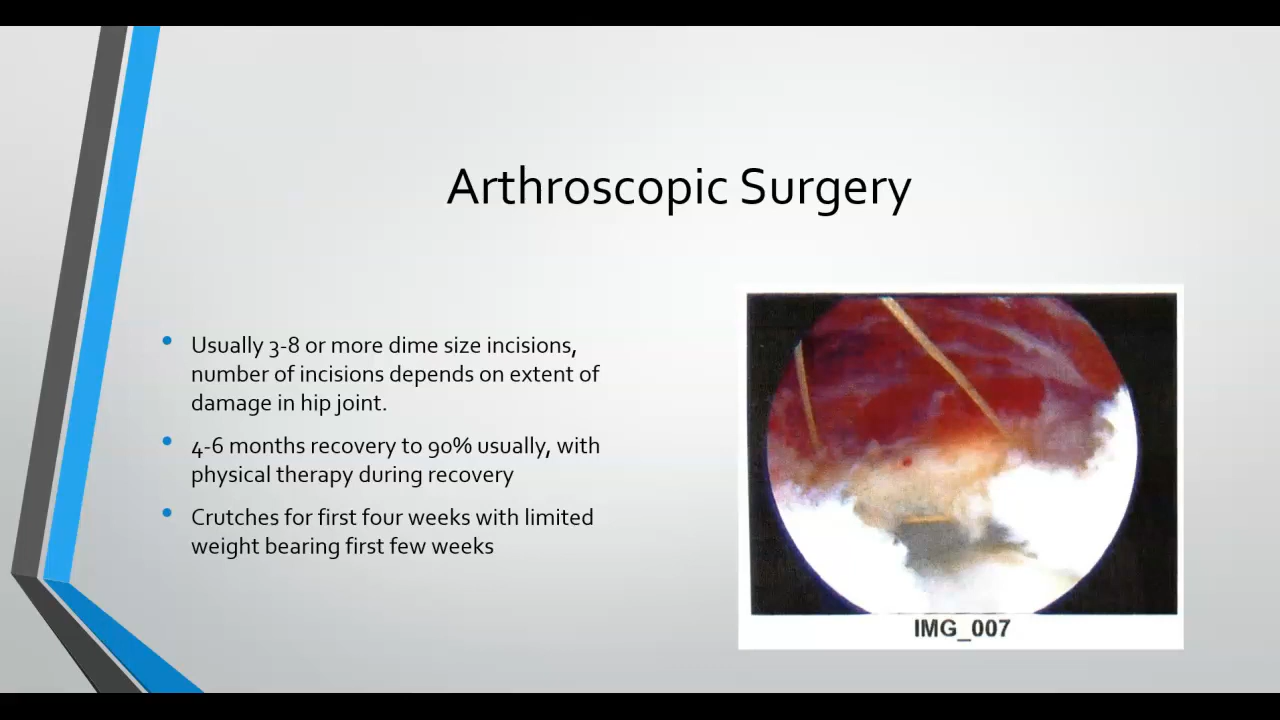 Arthroscopic Surgery
• Usually 3-8 or more dime size incisions,
number of incisions depends on extent of
damage in hip joint.
• 4-6 months recovery to 90% usually, with
physical therapy during recovery
• Crutches for first four weeks with limited
weight bearing first few weeks
IMG_007